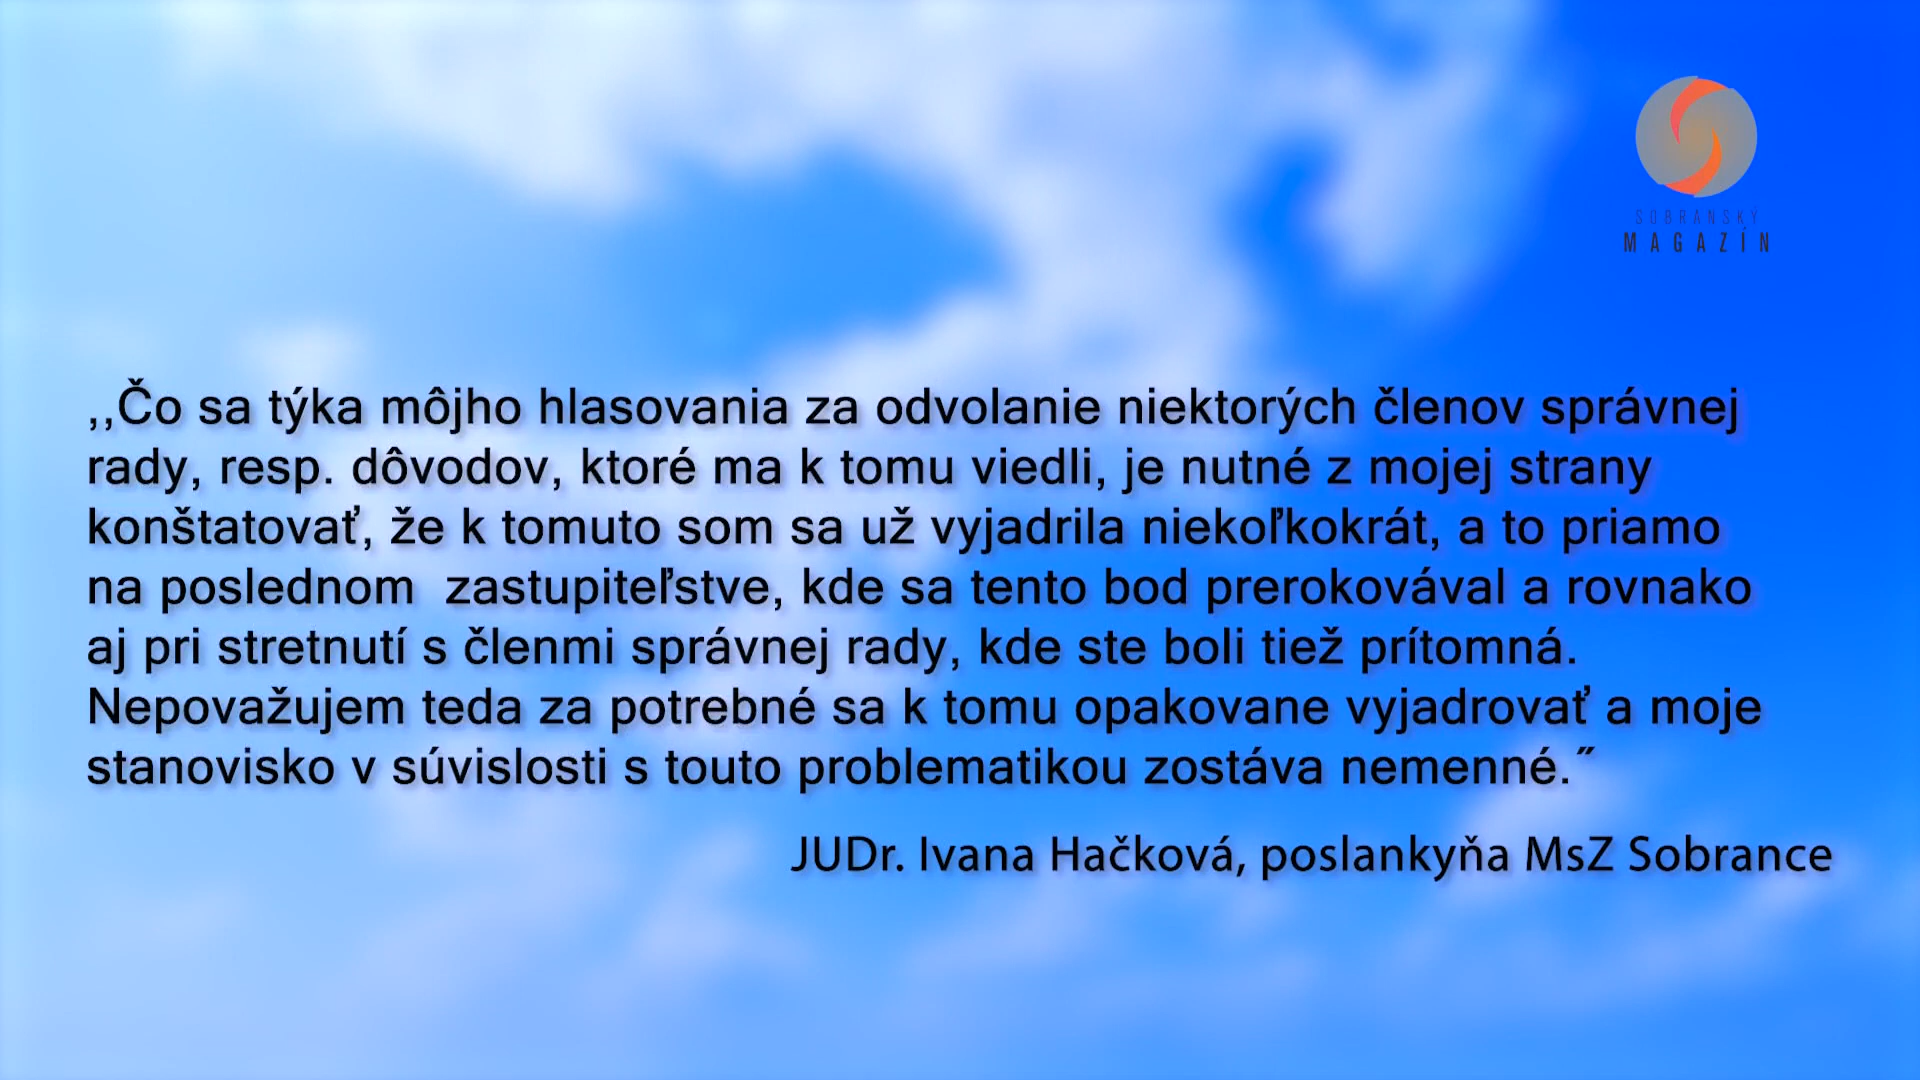 SOBRANSKÝ
MAGAZÍN
,,Čo sa týka môjho hlasovania za odvolanie niektorých členov správnej
rady, resp. dôvodov, ktoré ma k tomu viedli, je nutné z mojej strany
konštatovať, že k tomuto som sa už vyjadrila niekoľkokrát, a to priamo
na poslednom  zastupiteľstve, kde sa tento bod prerokovával a rovnako
aj pri stretnutí s členmi správnej rady, kde ste boli tiež prítomná.
Nepovažujem teda za potrebné sa k tomu opakovane vyjadrovať a moje
stanovisko v súvislosti s touto problematikou zostáva nemenné.˝
JUDr. Ivana Hačková, poslankyňa MsZ Sobrance